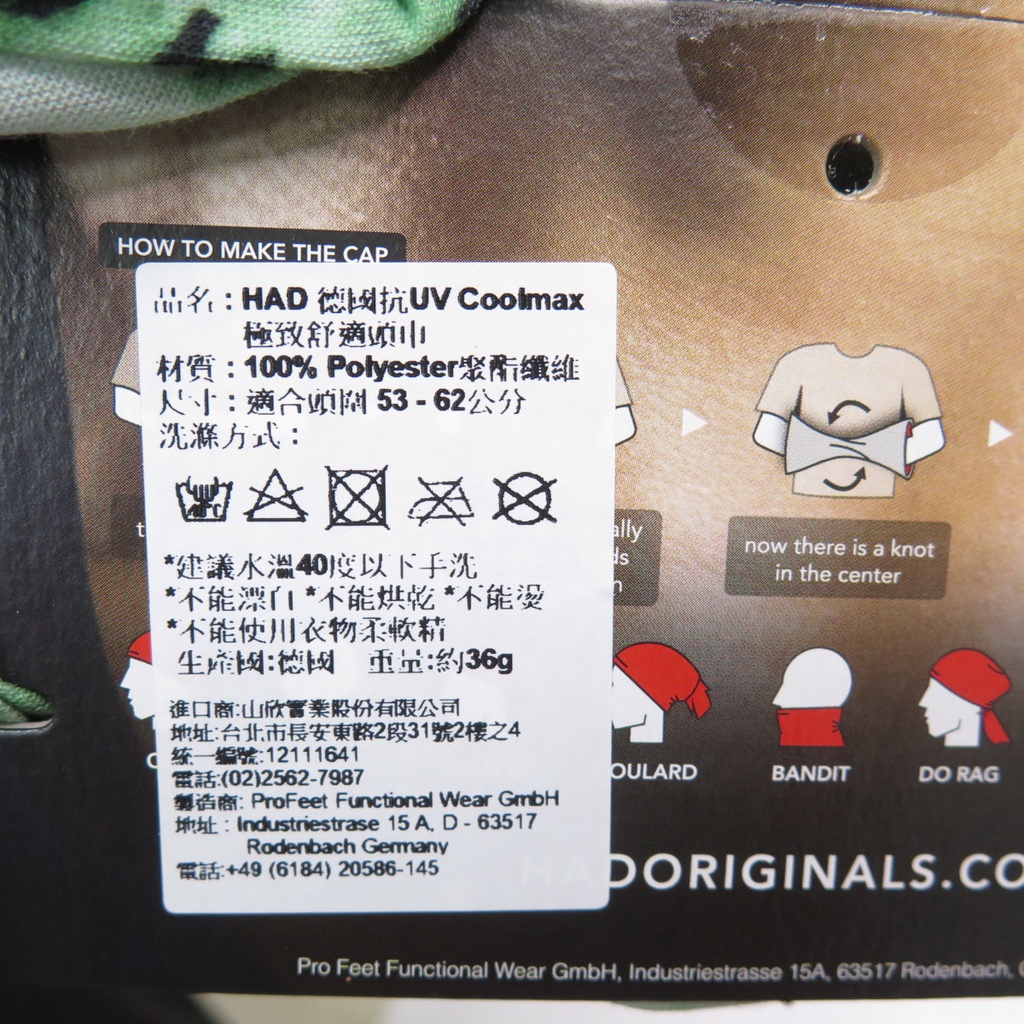 HOW TO MAKE THE CAP
品名：HAD 德國抗UV Coolmax
極致舒適頭巾
材質：100% Polyester聚酯纖維
尺寸：適合頭圍 53 - 62公分
洗滌方式：
*建議水溫40度以下手洗
*不能漂白 *不能烘乾 *不能燙
*不能使用衣物柔軟精
生產國:德國 重量:約36g
進口商:山欣實業股份有限公司
地址:台北市長安東路2段31號2樓之4
統一編號:12111641
電話:(02)2562-7987
製造商: ProFeet Functional Wear GmbH
地址：Industriestrase 15 A, D - 63517
Rodenbach Germany
電話:+49 (6184) 20586-145
now there is a knot
in the center
OULARD
BANDIT
DO RAG
HADORIGINALS.CO
Pro Feet Functional Wear GmbH, Industriestrasse 15A, 63517 Rodenbach,